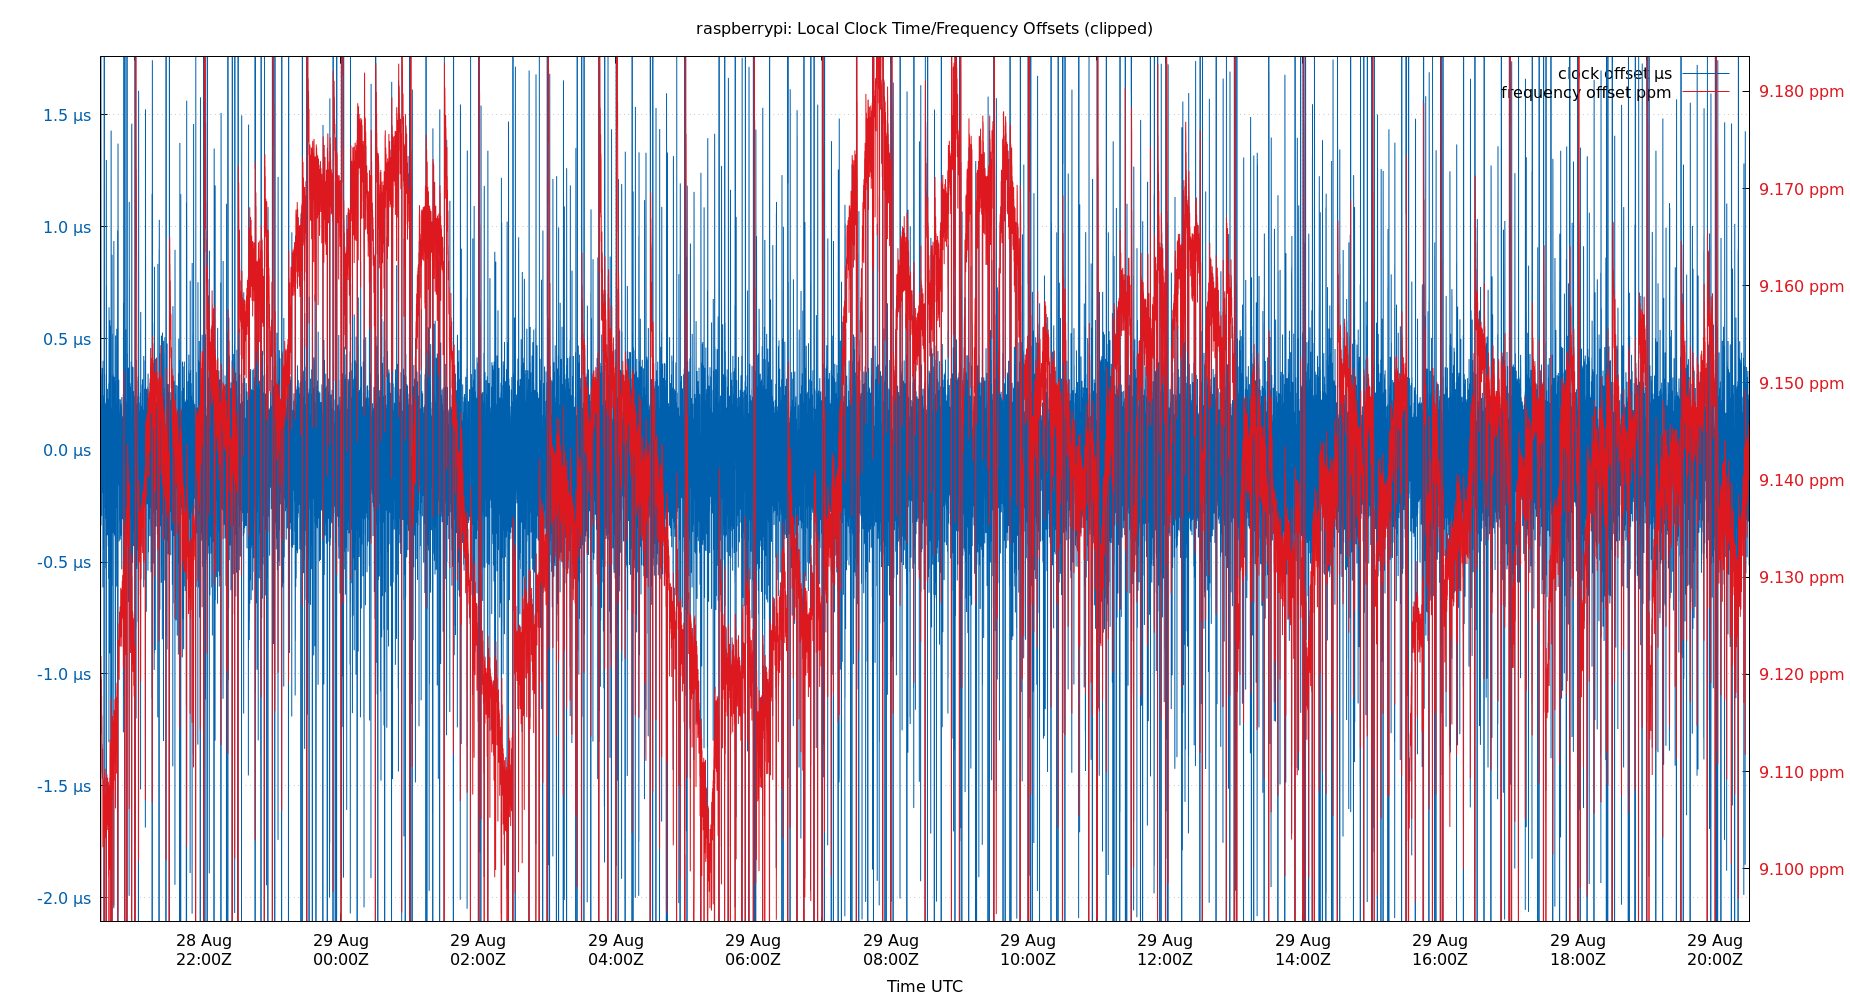 raspberrypi: Local Clock Time/Frequency Offsets (clipped)
clock offset µs
frequency offset ppm
1.5 µs
1.0 µs
0.5 µs
0.0 µs
-0.5 µs
-1.0 µs
-1.5 µs
-2.0 µs
9.180 ppm
9.170 ppm
9.160 ppm
9.150 ppm
9.140 ppm
9.130 ppm
9.120 ppm
9.110 ppm
9.100 ppm
28 Aug 29 Aug 29 Aug 29 Aug 29 Aug 29 Aug 29 Aug 29 Aug 29 Aug 29 Aug 29 Aug 29 Aug
22:00Z 00:00Z 02:00Z 04:00Z 06:00Z 08:00Z 10:00Z 12:00Z 14:00Z 16:00Z 18:00Z 20:00Z
Time UTC